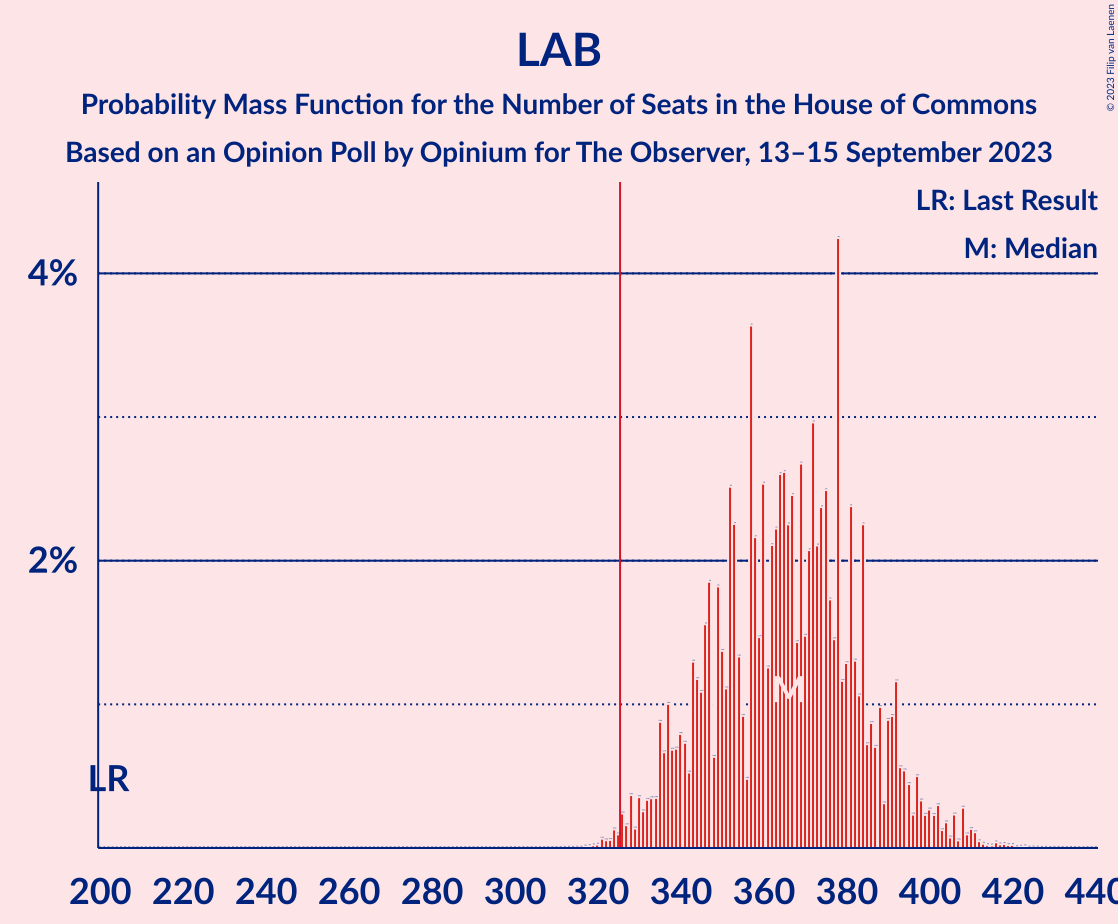 LAB
Probability Mass Function for the Number of Seats in the House of Commons
Based on an Opinion Poll by Opinium for The Observer, 13–15 September 2023
© 2023 Filip van Laenen
LR: Last Result
M: Median
4%
2%
M
LR
200 220 240 260 280 300 320 340 360 380 400 420 440